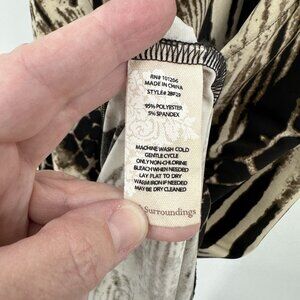 RN# 101206
MADE IN CHINA
STYLE# 28F29
95% POLYESTER
5% SPANDEX
MACHINE WASH COLD
GENTLE CYCLE
ONLY NON-CHLORINE
BLEACH WHEN NEEDED
LAY FLAT TO DRY
WARM IRON IF NEEDED
MAY BE DRY CLEANED
Surroundings